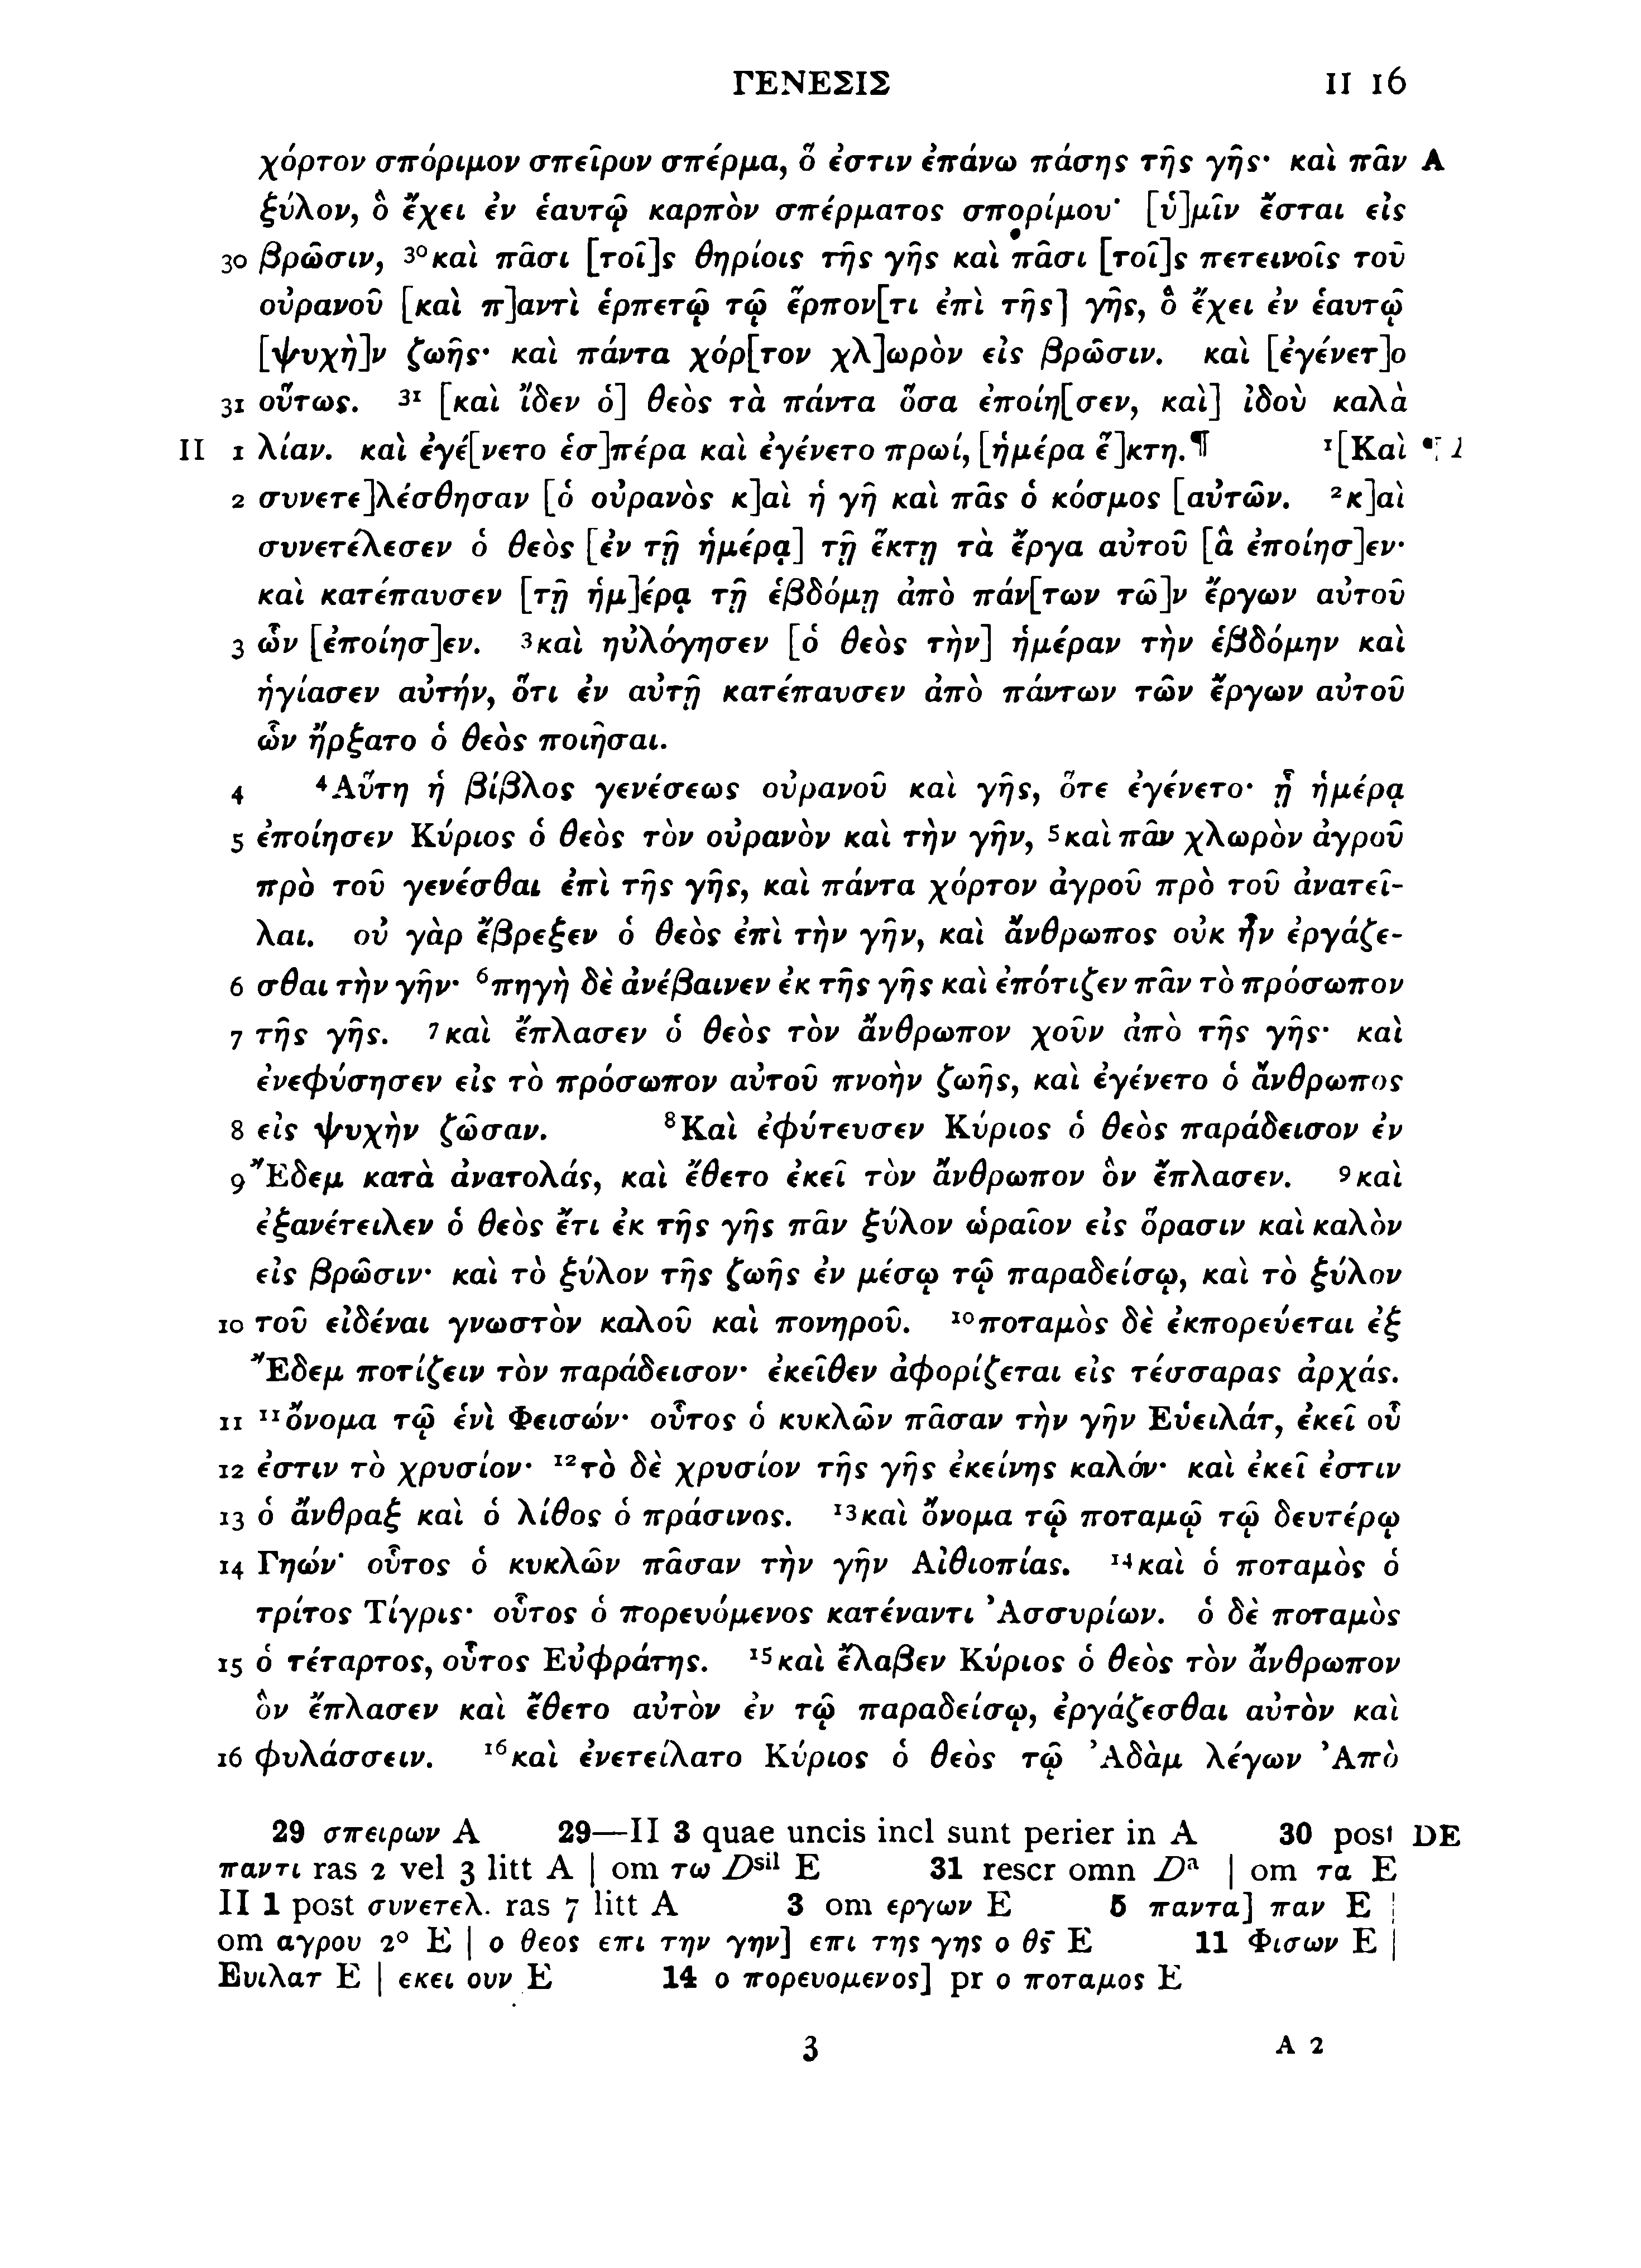 ΓΕΝΕΣΙΣ II 16
χόρτον σπόριμον σπεῖρων σπέρμα, ὅ ἐστιν ἐπάνω πάσης τῆς γῆς· καὶ πᾶν A
ξύλον, ὃ ἔχει ἐν ἑαυτῷ καρπὸν σπέρματος σπορίμου· [ὑ]μῖν ἔσται εἰς
30 βρῶσιν, ³⁰καὶ πᾶσι [τοῖ]ς θηρίοις τῆς γῆς καὶ πᾶσι [τοῖ]ς πετεινοῖς τοῦ
οὐρανοῦ [καὶ π]αντὶ ἑρπετῷ τῷ ἕρπον[τι ἐπὶ τῆς] γῆς, ὃ ἔχει ἐν ἑαυτῷ
[ψυχὴ]ν ζωῆς· καὶ πάντα χόρ[τον χλ]ωρὸν εἰς βρῶσιν. καὶ [ἐγένετ]ο
31 οὕτως. ³¹ [καὶ ἴδεν ὁ] θεὸς τὰ πάντα ὅσα ἐποίη[σεν, καὶ] ἰδοὺ καλὰ
II 1 λίαν. καὶ ἐγέ[νετο ἑσ]πέρα καὶ ἐγένετο πρωί, [ἡμέρα ἕ]κτη.¶ ¹[Καὶ ¶
2 συνετε]λέσθησαν [ὁ οὐρανὸς κ]αὶ ἡ γῆ καὶ πᾶς ὁ κόσμος [αὐτῶν. ²κ]αὶ
συνετέλεσεν ὁ θεὸς [ἐν τῇ ἡμέρᾳ] τῇ ἕκτῃ τὰ ἔργα αὐτοῦ [ἃ ἐποίησ]εν·
καὶ κατέπαυσεν [τῇ ἡμ]έρᾳ τῇ ἑβδόμῃ ἀπὸ πάν[των τῶ]ν ἔργων αὐτοῦ
3 ὧν [ἐποίησ]εν. ³καὶ ηὐλόγησεν [ὁ θεὸς τὴν] ἡμέραν τὴν ἑβδόμην καὶ
ἡγίασεν αὐτήν, ὅτι ἐν αὐτῇ κατέπαυσεν ἀπὸ πάντων τῶν ἔργων αὐτοῦ
ὧν ἤρξατο ὁ θεὸς ποιῆσαι.
4 ⁴Αὕτη ἡ βίβλος γενέσεως οὐρανοῦ καὶ γῆς, ὅτε ἐγένετο· ᾗ ἡμέρᾳ
5 ἐποίησεν Κύριος ὁ θεὸς τὸν οὐρανὸν καὶ τὴν γῆν, ⁵καὶ πᾶν χλωρὸν ἀγροῦ
πρὸ τοῦ γενέσθαι ἐπὶ τῆς γῆς, καὶ πάντα χόρτον ἀγροῦ πρὸ τοῦ ἀνατεῖ-
λαι. οὐ γὰρ ἔβρεξεν ὁ θεὸς ἐπὶ τὴν γῆν, καὶ ἄνθρωπος οὐκ ἦν ἐργάζε-
6 σθαι τὴν γῆν· ⁶πηγὴ δὲ ἀνέβαινεν ἐκ τῆς γῆς καὶ ἐπότιζεν πᾶν τὸ πρόσωπον
7 τῆς γῆς. ⁷καὶ ἔπλασεν ὁ θεὸς τὸν ἄνθρωπον χοῦν ἀπὸ τῆς γῆς· καὶ
ἐνεφύσησεν εἰς τὸ πρόσωπον αὐτοῦ πνοὴν ζωῆς, καὶ ἐγένετο ὁ ἄνθρωπος
8 εἰς ψυχὴν ζῶσαν. ⁸Καὶ ἐφύτευσεν Κύριος ὁ θεὸς παράδεισον ἐν
9 Ἔδεμ κατὰ ἀνατολάς, καὶ ἔθετο ἐκεῖ τὸν ἄνθρωπον ὃν ἔπλασεν. ⁹καὶ
ἐξανέτειλεν ὁ θεὸς ἔτι ἐκ τῆς γῆς πᾶν ξύλον ὡραῖον εἰς ὅρασιν καὶ καλὸν
εἰς βρῶσιν· καὶ τὸ ξύλον τῆς ζωῆς ἐν μέσῳ τῷ παραδείσῳ, καὶ τὸ ξύλον
10 τοῦ εἰδέναι γνωστὸν καλοῦ καὶ πονηροῦ. ¹⁰ποταμὸς δὲ ἐκπορεύεται ἐξ
Ἔδεμ ποτίζειν τὸν παράδεισον· ἐκεῖθεν ἀφορίζεται εἰς τέσσαρας ἀρχάς.
11 ¹¹ὄνομα τῷ ἑνὶ Φεισών· οὗτος ὁ κυκλῶν πᾶσαν τὴν γῆν Εὑειλάτ, ἐκεῖ οὗ
12 ἐστιν τὸ χρυσίον· ¹²τὸ δὲ χρυσίον τῆς γῆς ἐκείνης καλόν· καὶ ἐκεῖ ἐστιν
13 ὁ ἄνθραξ καὶ ὁ λίθος ὁ πράσινος. ¹³καὶ ὄνομα τῷ ποταμῷ τῷ δευτέρῳ
14 Γηών· οὗτος ὁ κυκλῶν πᾶσαν τὴν γῆν Αἰθιοπίας. ¹⁴καὶ ὁ ποταμὸς ὁ
τρίτος Τίγρις· οὗτος ὁ πορευόμενος κατέναντι Ἀσσυρίων. ὁ δὲ ποταμὸς
15 ὁ τέταρτος, οὗτος Εὐφράτης. ¹⁵καὶ ἔλαβεν Κύριος ὁ θεὸς τὸν ἄνθρωπον
ὃν ἔπλασεν καὶ ἔθετο αὐτὸν ἐν τῷ παραδείσῳ, ἐργάζεσθαι αὐτὸν καὶ
16 φυλάσσειν. ¹⁶καὶ ἐνετείλατο Κύριος ὁ θεὸς τῷ Ἀδὰμ λέγων Ἀπὸ
29 σπειρων A 29—II 3 quae uncis incl sunt perier in A 30 post DE
παντι ras 2 vel 3 litt A | om τω Dˢⁱˡ E 31 rescr omn Dᵃ | om τα E
II 1 post συνετελ. ras 7 litt A 3 om εργων E 5 παντα] παν E |
om αγρου 2° E | ο θεος επι την γην] επι της γης ο θς̅ E 11 Φισων E |
Ευιλατ E | εκει ουν E 14 ο πορευομενος] pr ο ποταμος E
3 A 2